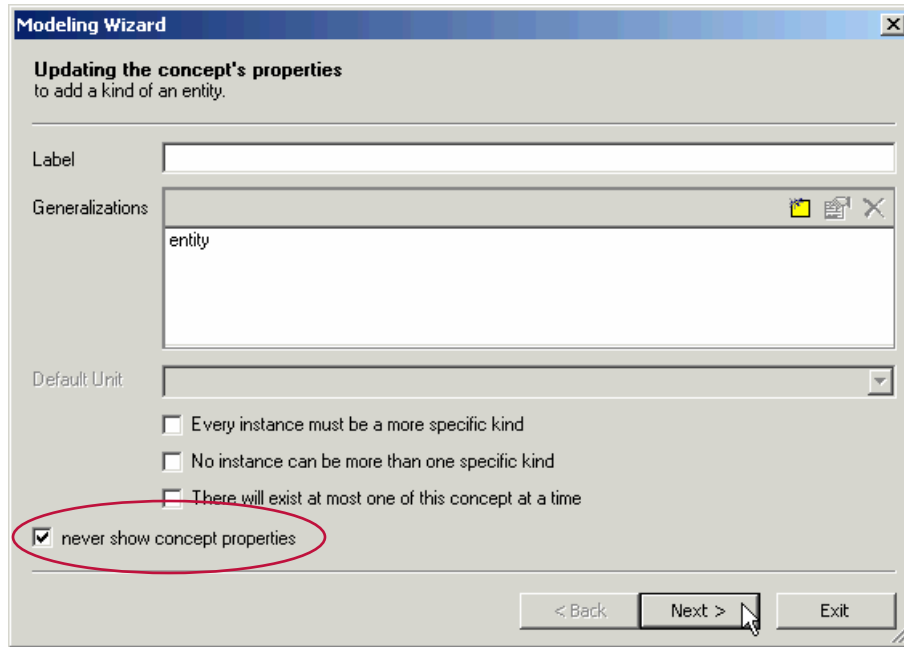 Modeling Wizard
Updating the concept's properties
to add a kind of an entity.
Label
Generalizations
entity
Default Unit
Every instance must be a more specific kind
No instance can be more than one specific kind
There will exist at most one of this concept at a time
never show concept properties
< Back Next > Exit